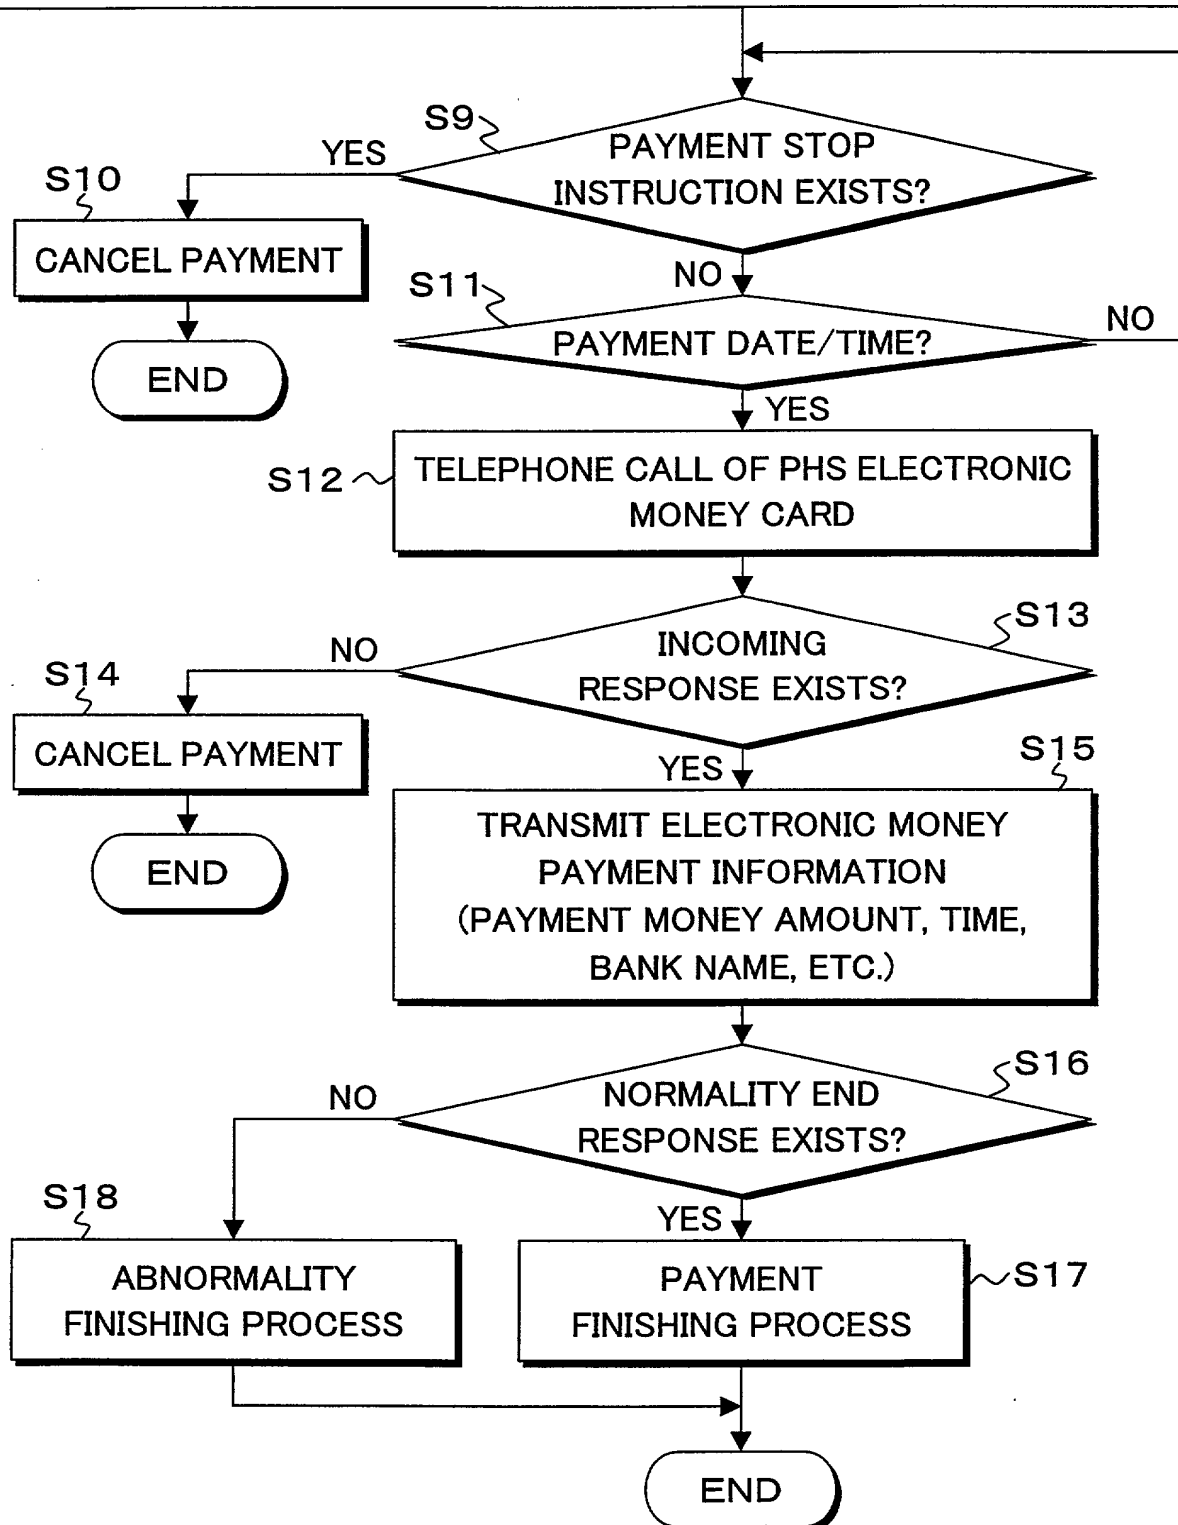 S9
PAYMENT STOP
INSTRUCTION EXISTS?
YES
S10
CANCEL PAYMENT
END
NO
S11
PAYMENT DATE/TIME?
NO
YES
S12
TELEPHONE CALL OF PHS ELECTRONIC
MONEY CARD
S13
INCOMING
RESPONSE EXISTS?
NO
S14
CANCEL PAYMENT
END
YES
S15
TRANSMIT ELECTRONIC MONEY
PAYMENT INFORMATION
(PAYMENT MONEY AMOUNT, TIME,
BANK NAME, ETC.)
S16
NORMALITY END
RESPONSE EXISTS?
NO
YES
S18
ABNORMALITY
FINISHING PROCESS
PAYMENT
FINISHING PROCESS
S17
END